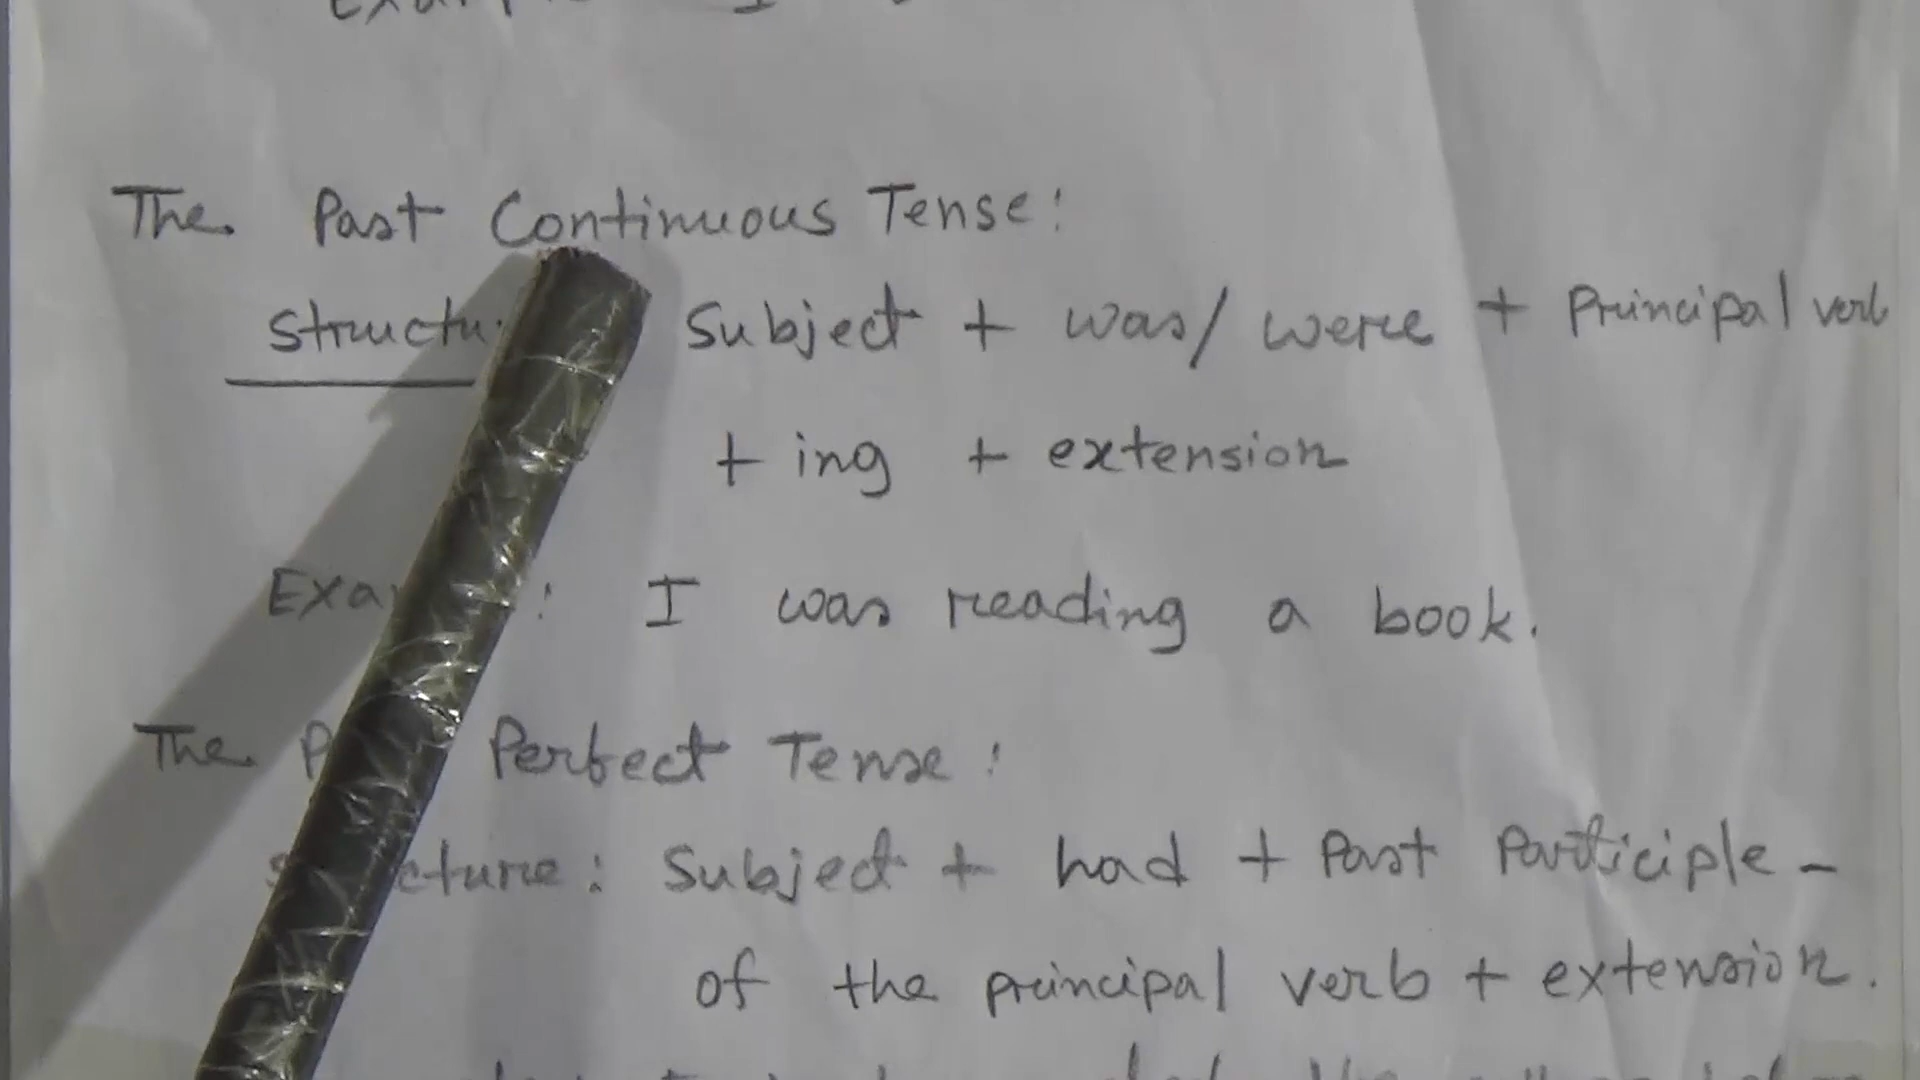 The Past Continuous Tense:
Subject + was/ were + Principal verb
+ ing + extension
: I was reading a book.
The Perfect Tense:
Subject + had + Past Participle -
of the principal verb + extension.